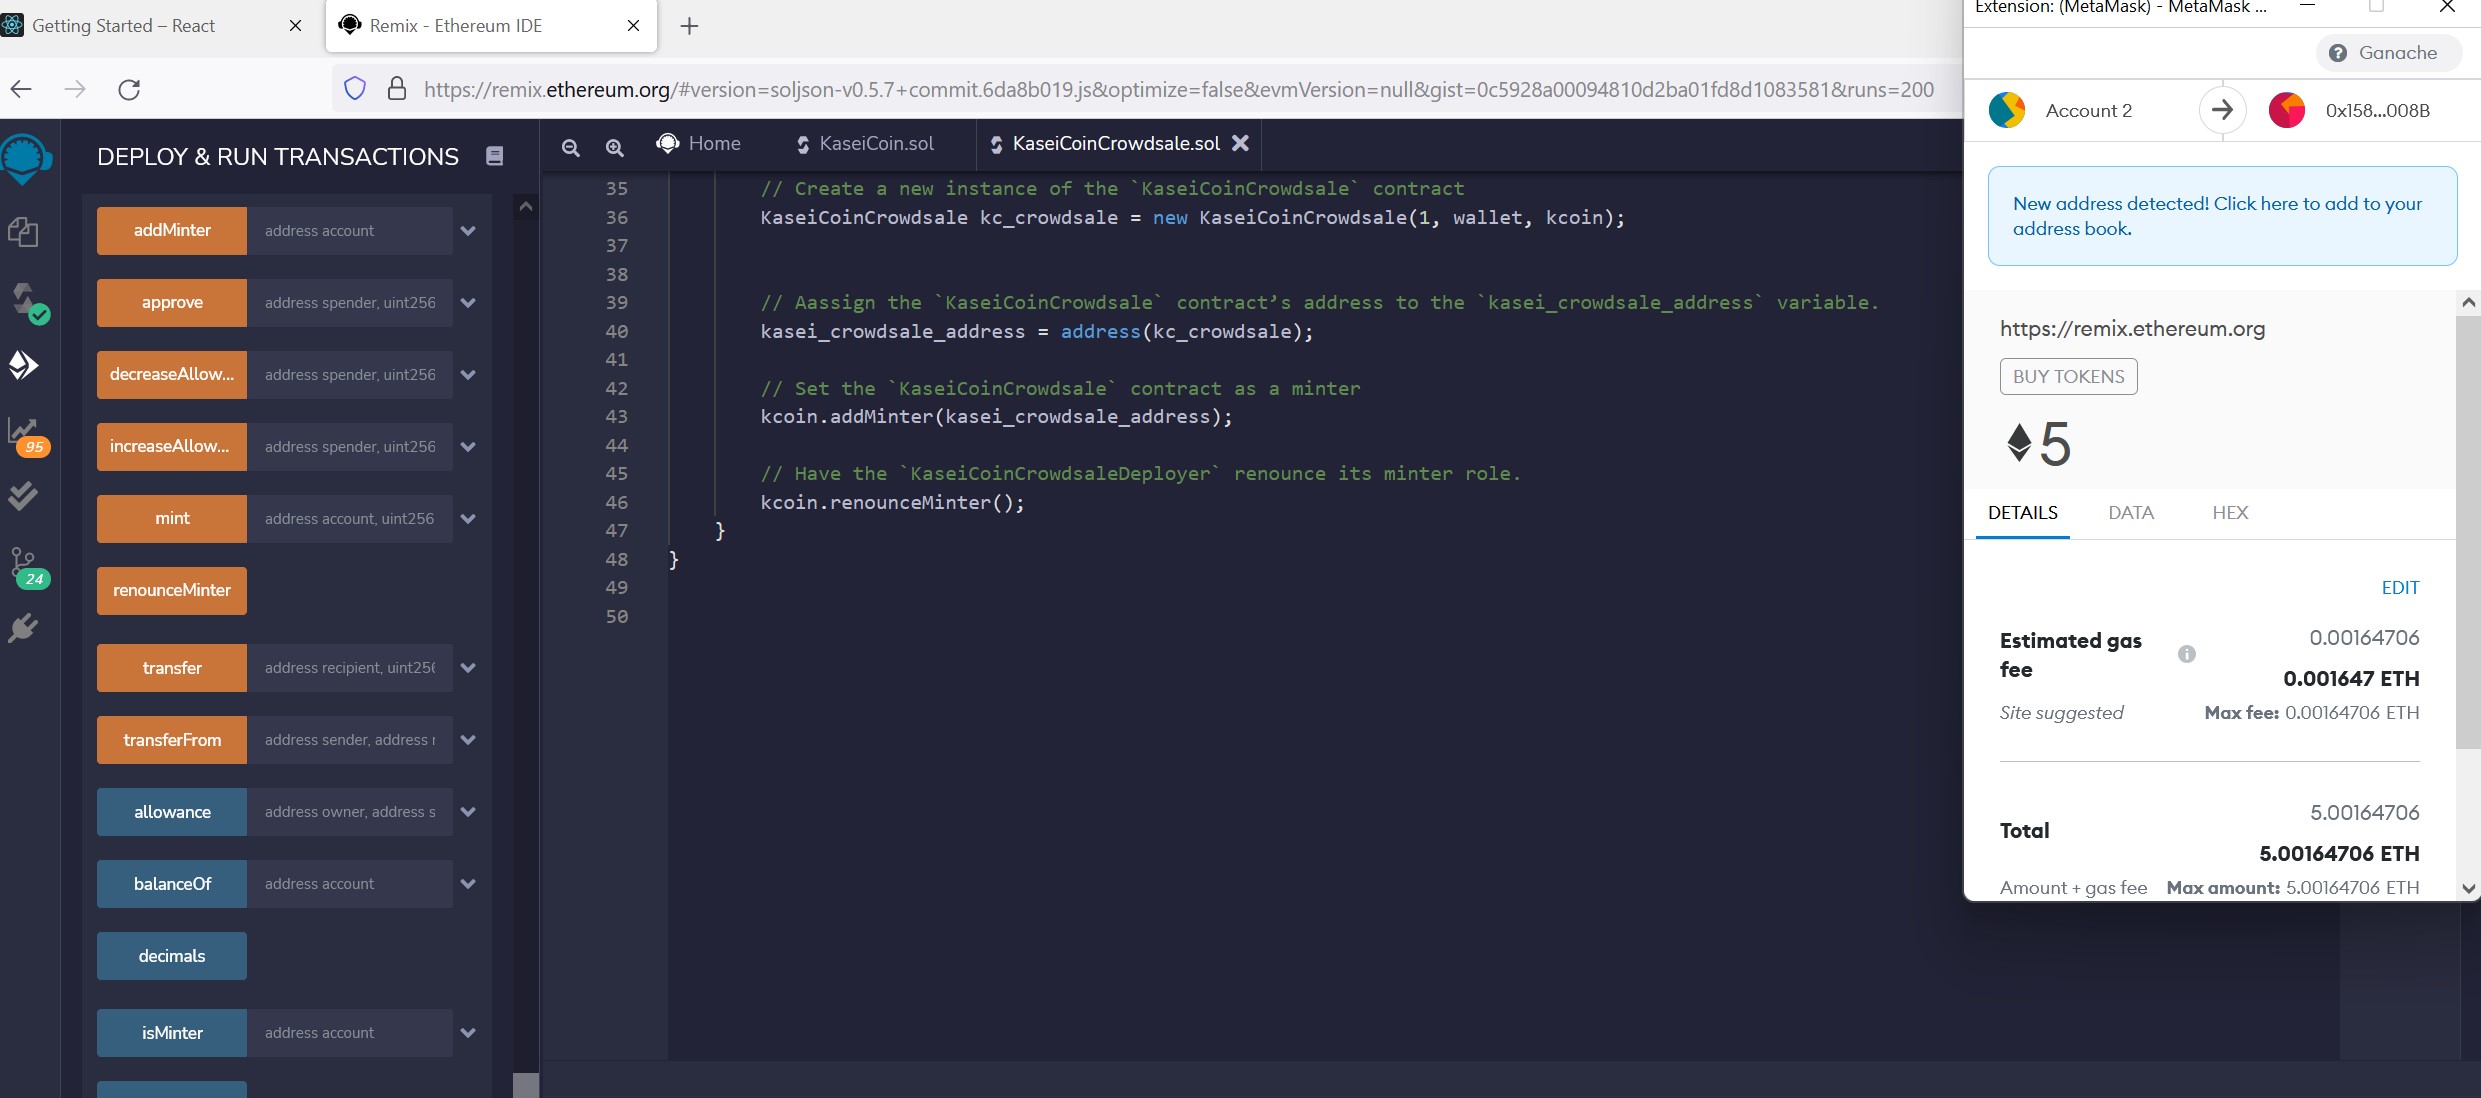 Getting Started – React
Remix - Ethereum IDE
https://remix.ethereum.org/#version=soljson-v0.5.7+commit.6da8b019.js&optimize=false&evmVersion=null&gist=0c5928a00094810d2ba01fd8d1083581&runs=200
DEPLOY & RUN TRANSACTIONS
addMinter address account
approve address spender, uint256
decreaseAllow... address spender, uint256
increaseAllow... address spender, uint256
mint address account, uint256
renounceMinter
transfer address recipient, uint256
transferFrom address sender, address r
allowance address owner, address s
balanceOf address account
decimals
isMinter address account
95
24
Home
KaseiCoin.sol
KaseiCoinCrowdsale.sol
35 // Create a new instance of the `KaseiCoinCrowdsale` contract
36 KaseiCoinCrowdsale kc_crowdsale = new KaseiCoinCrowdsale(1, wallet, kcoin);
37
38
39 // Aassign the `KaseiCoinCrowdsale` contract’s address to the `kasei_crowdsale_address` variable.
40 kasei_crowdsale_address = address(kc_crowdsale);
41
42 // Set the `KaseiCoinCrowdsale` contract as a minter
43 kcoin.addMinter(kasei_crowdsale_address);
44
45 // Have the `KaseiCoinCrowdsaleDeployer` renounce its minter role.
46 kcoin.renounceMinter();
47 }
48 }
49
50
Extension: (MetaMask) - MetaMask ...
Ganache
Account 2
0x158...008B
New address detected! Click here to add to your
address book.
https://remix.ethereum.org
BUY TOKENS
5
DETAILS DATA HEX
EDIT
Estimated gas
fee
0.00164706
0.001647 ETH
Site suggested
Max fee: 0.00164706 ETH
5.00164706
Total
5.00164706 ETH
Amount + gas fee Max amount: 5.00164706 ETH